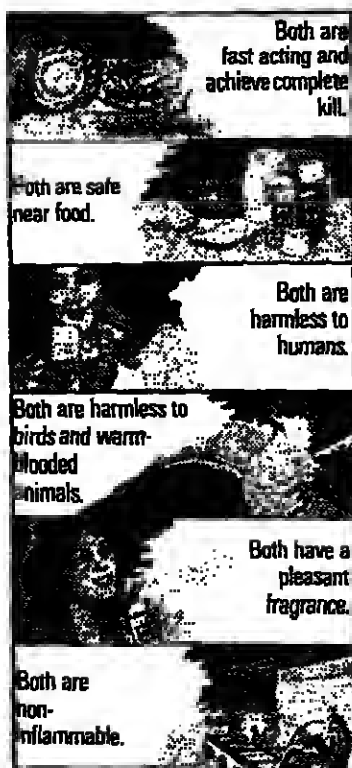 Both are
fast acting and
achieve complete
kill.
Both are safe
near food.
Both are
harmless to
humans.
Both are harmless to
birds and warm-
blooded
animals.
Both have a
pleasant
fragrance.
Both are
non-
inflammable.